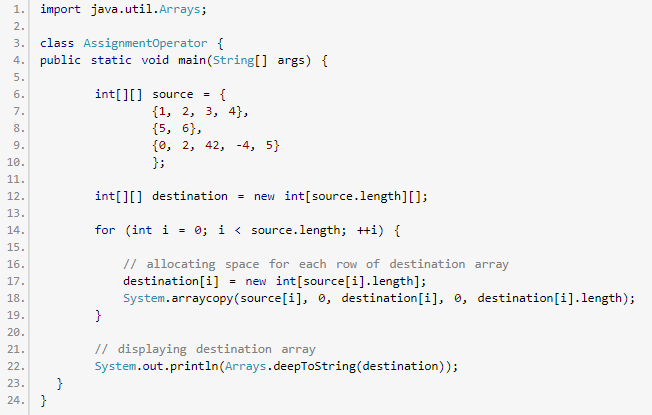 1. import java.util.Arrays;
2.
3. class AssignmentOperator {
4. public static void main(String[] args) {
5.
6. int[][] source = {
7. {1, 2, 3, 4},
8. {5, 6},
9. {0, 2, 42, -4, 5}
10. };
11.
12. int[][] destination = new int[source.length][];
13.
14. for (int i = 0; i < source.length; ++i) {
15.
16. // allocating space for each row of destination array
17. destination[i] = new int[source[i].length];
18. System.arraycopy(source[i], 0, destination[i], 0, destination[i].length);
19. }
20.
21. // displaying destination array
22. System.out.println(Arrays.deepToString(destination));
23. }
24. }